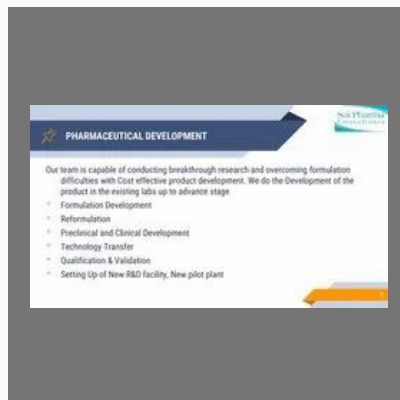 Sai Pharma
PHARMACEUTICAL DEVELOPMENT
Our team is capable of conducting breakthrough research and overcoming formulation
difficulties with Cost effective product development. We do the Development of the
product in the existing labs up to advance stage
Formulation Development
Reformulation
Preclinical and Clinical Development
Technology Transfer
Qualification & Validation
Setting Up of New R&D facility, New pilot plant